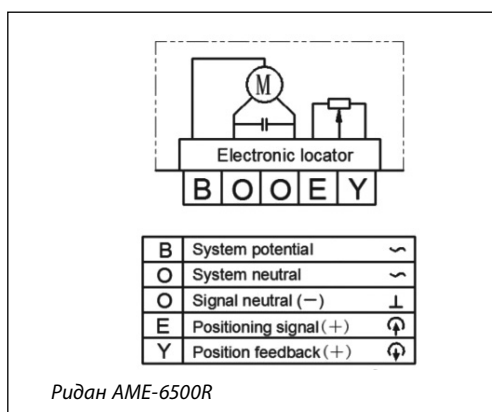 M
Electronic locator
B O O E Y
B System potential ∽
O System neutral ∽
O Signal neutral (−) ⊥
E Positioning signal (+)
Y Position feedback (+)
Ридан AME-6500R